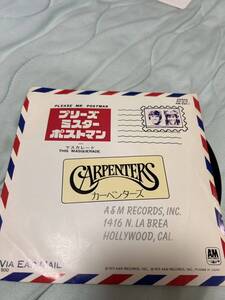 PLEASE MR. POSTMAN
プリーズ
ミスター
ポストマン
マスカレード
THIS MASQUERADE
CARPENTERS
カーペンターズ
A&M RECORDS, INC.
1416 N. LA BREA
HOLLYWOOD, CAL.
VIA EAR MAIL
A&M